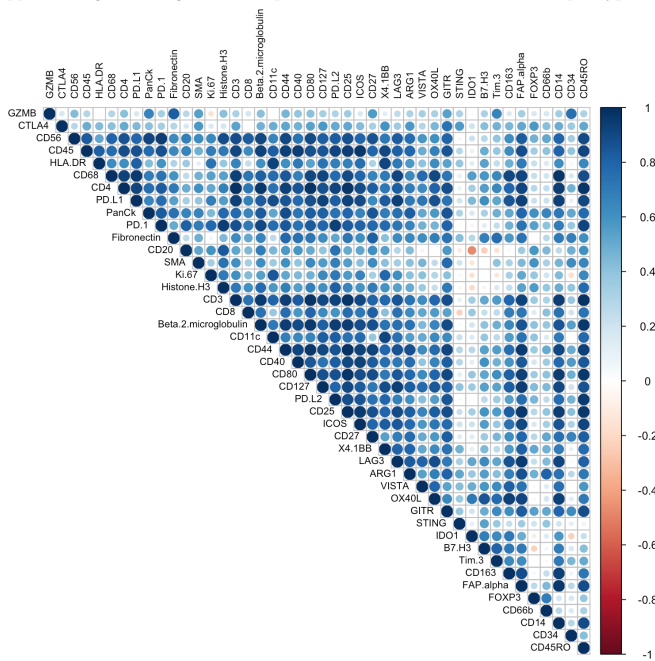 GZMB
CTLA4
CD56
CD45
HLA.DR
CD68
CD4
PD.L1
PanCk
PD.1
Fibronectin
CD20
SMA
Ki.67
Histone.H3
CD3
CD8
Beta.2.microglobulin
CD11c
CD44
CD40
CD80
CD127
PD.L2
CD25
ICOS
CD27
X4.1BB
LAG3
ARG1
VISTA
OX40L
GITR
STING
IDO1
B7.H3
Tim.3
CD163
FAP.alpha
FOXP3
CD66b
CD14
CD34
CD45RO
GZMB
CTLA4
CD56
CD45
HLA.DR
CD68
CD4
PD.L1
PanCk
PD.1
Fibronectin
CD20
SMA
Ki.67
Histone.H3
CD3
CD8
Beta.2.microglobulin
CD11c
CD44
CD40
CD80
CD127
PD.L2
CD25
ICOS
CD27
X4.1BB
LAG3
ARG1
VISTA
OX40L
GITR
STING
IDO1
B7.H3
Tim.3
CD163
FAP.alpha
FOXP3
CD66b
CD14
CD34
CD45RO
1
0.8
0.6
0.4
0.2
0
-0.2
-0.4
-0.6
-0.8
-1